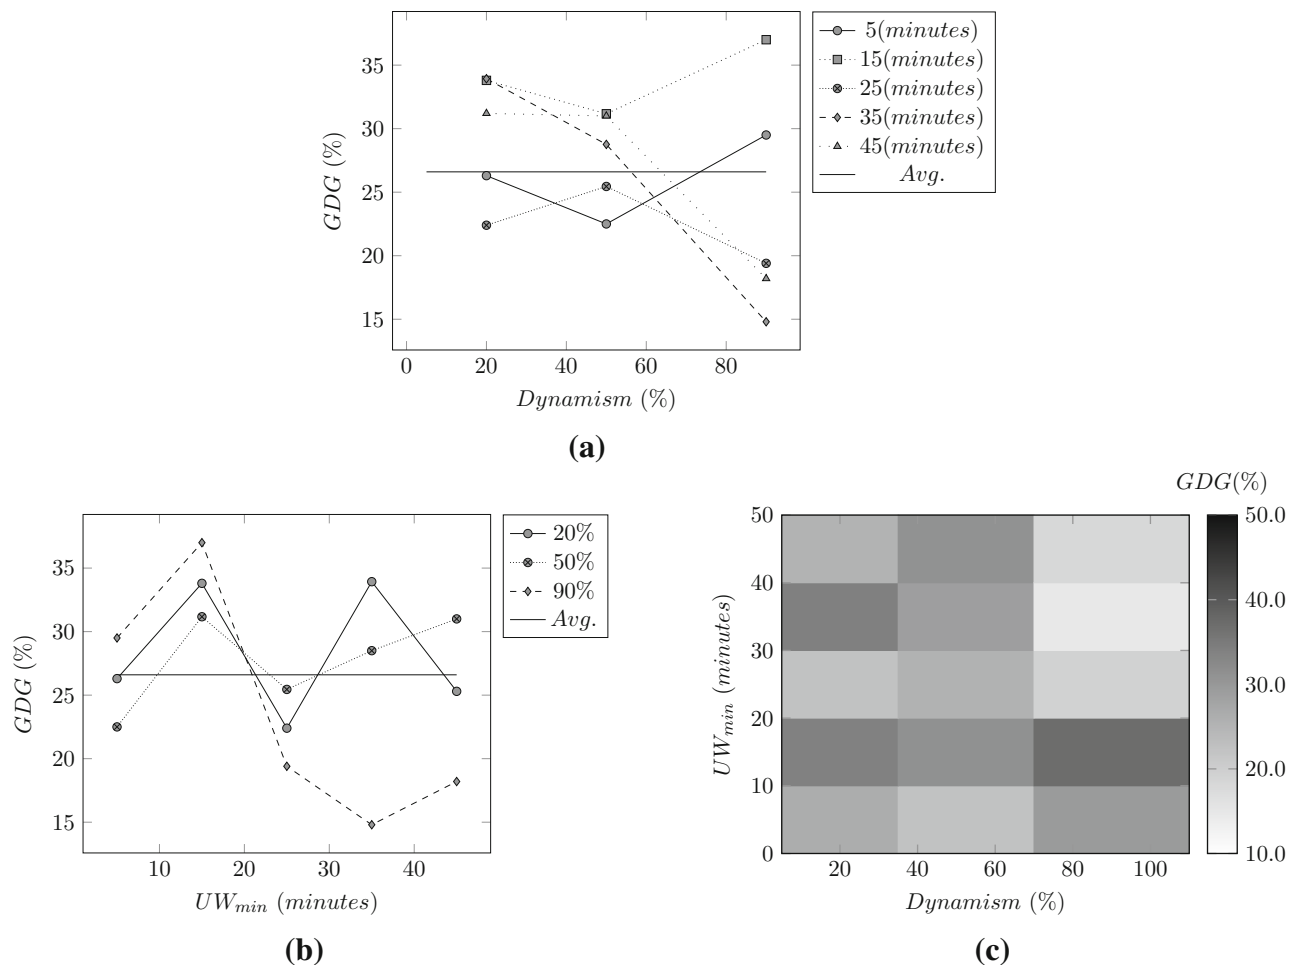 35
30
25
20
15
GDG (%)
0 20 40 60 80
Dynamism (%)
5(minutes)
15(minutes)
25(minutes)
35(minutes)
45(minutes)
Avg.
(a)
35
30
25
20
15
GDG (%)
10 20 30 40
UWmin (minutes)
20%
50%
90%
Avg.
(b)
GDG(%)
50
40
30
20
10
0
UWmin (minutes)
20 40 60 80 100
Dynamism (%)
50.0
40.0
30.0
20.0
10.0
(c)